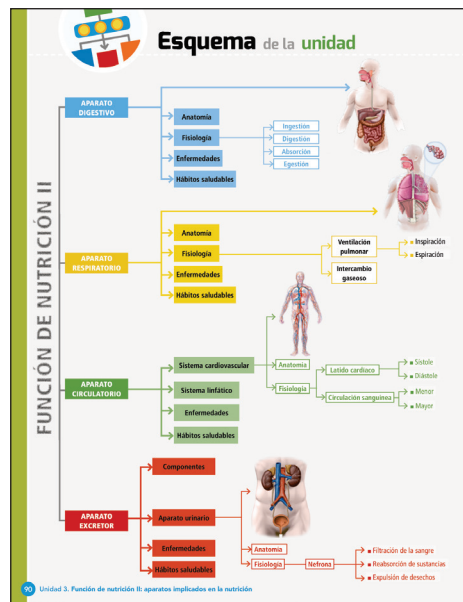 Esquema de la unidad
FUNCIÓN DE NUTRICIÓN II
APARATO
DIGESTIVO
Anatomía
Fisiología
Ingestión
Digestión
Absorción
Egestión
Enfermedades
Hábitos saludables
APARATO
RESPIRATORIO
Anatomía
Fisiología
Ventilación
pulmonar
Inspiración
Espiración
Intercambio
gaseoso
Enfermedades
Hábitos saludables
APARATO
CIRCULATORIO
Sistema cardiovascular
Anatomía
Fisiología
Latido cardíaco
Sístole
Diástole
Circulación sanguínea
Menor
Mayor
Sistema linfático
Enfermedades
Hábitos saludables
APARATO
EXCRETOR
Componentes
Aparato urinario
Anatomía
Fisiología
Nefrona
Filtración de la sangre
Reabsorción de sustancias
Expulsión de desechos
Enfermedades
Hábitos saludables
90 Unidad 3. Función de nutrición II: aparatos implicados en la nutrición